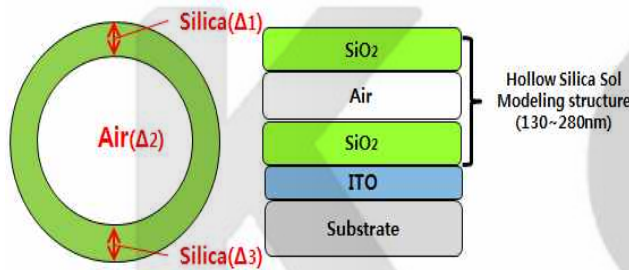 Silica(Δ1)
Air(Δ2)
Silica(Δ3)
SiO2
Air
SiO2
ITO
Substrate
Hollow Silica Sol
Modeling structure
(130~280nm)